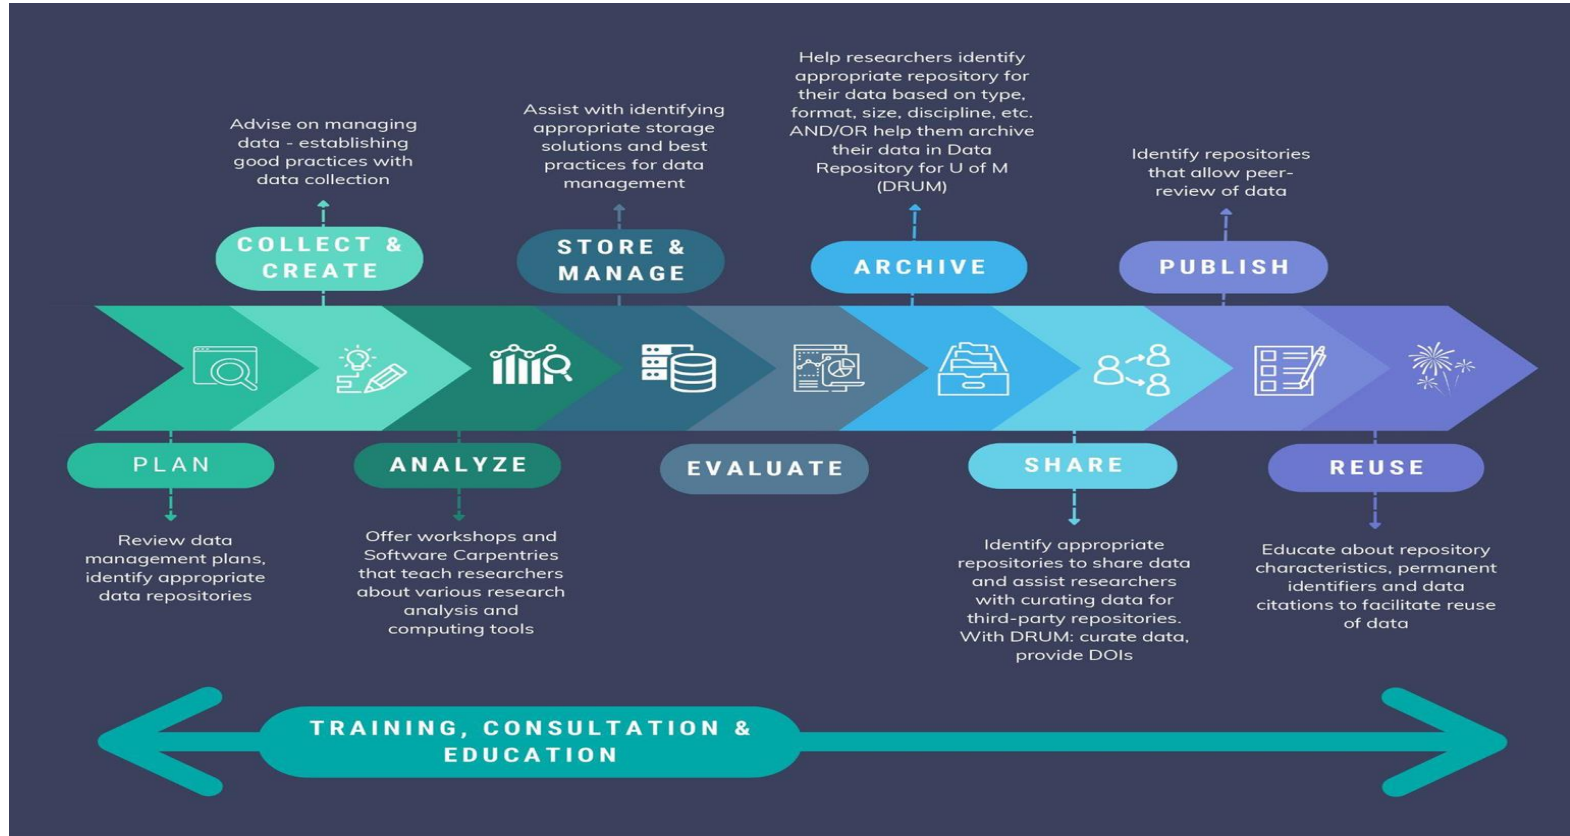 Help researchers identify
appropriate repository for
their data based on type,
format, size, discipline, etc.
AND/OR help them archive
their data in Data
Repository for U of M
(DRUM)
Assist with identifying
appropriate storage
solutions and best
practices for data
management
Advise on managing
data - establishing
good practices with
data collection
Identify repositories
that allow peer-
review of data
COLLECT &
CREATE
STORE &
MANAGE
ARCHIVE
PUBLISH
PLAN
ANALYZE
EVALUATE
SHARE
REUSE
Review data
management plans,
identify appropriate
data repositories
Offer workshops and
Software Carpentries
that teach researchers
about various research
analysis and
computing tools
Identify appropriate
repositories to share data
and assist researchers
with curating data for
third-party repositories.
With DRUM: curate data,
provide DOIs
Educate about repository
characteristics, permanent
identifiers and data
citations to facilitate reuse
of data
TRAINING, CONSULTATION &
EDUCATION